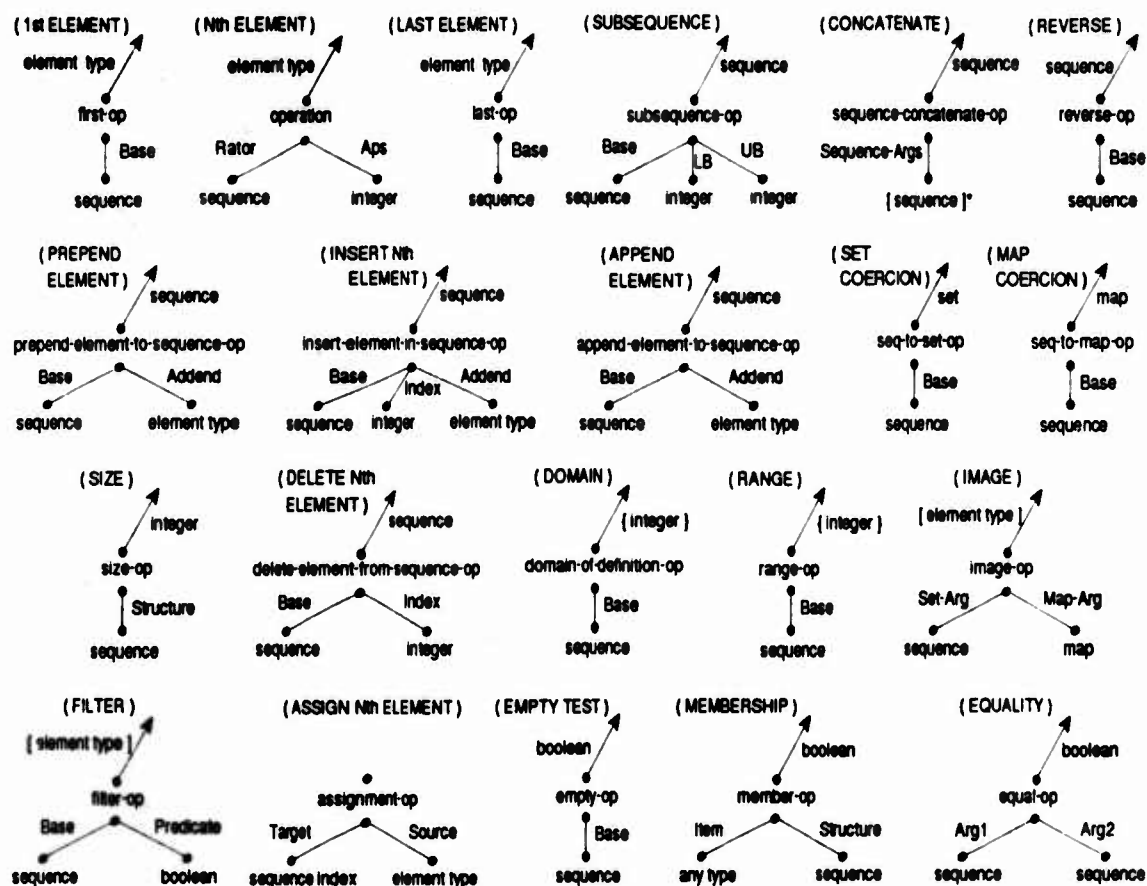 ( 1st ELEMENT ) ( Nth ELEMENT ) ( LAST ELEMENT ) ( SUBSEQUENCE ) ( CONCATENATE ) ( REVERSE )
element type element type element type sequence sequence sequence
first-op operation last-op subsequence-op sequence-concatenate-op reverse-op
Base Rator Aps Base Base LB UB Sequence-Args Base
sequence sequence integer sequence sequence integer integer [ sequence ]* sequence
( PREPEND ( INSERT Nth ( APPEND ( SET ( MAP
ELEMENT ) ELEMENT ) ELEMENT ) COERCION ) COERCION )
sequence sequence sequence set map
prepend-element-to-sequence-op insert-element-in-sequence-op append-element-to-sequence-op seq-to-set-op seq-to-map-op
Base Addend Base Index Addend Base Addend Base Base
sequence element type sequence integer element type sequence element type sequence sequence
( SIZE ) ( DELETE Nth ( DOMAIN ) ( RANGE ) ( IMAGE )
ELEMENT )
integer sequence { integer } { integer } [ element type ]
size-op delete-element-from-sequence-op domain-of-definition-op range-op image-op
Structure Base Index Base Base Set-Arg Map-Arg
sequence sequence integer sequence sequence sequence map
( FILTER ) ( ASSIGN Nth ELEMENT ) ( EMPTY TEST ) ( MEMBERSHIP ) ( EQUALITY )
[ element type ] boolean boolean boolean
filter-op assignment-op empty-op member-op equal-op
Base Predicate Target Source Base Item Structure Arg1 Arg2
sequence boolean sequence index element type sequence any type sequence sequence sequence